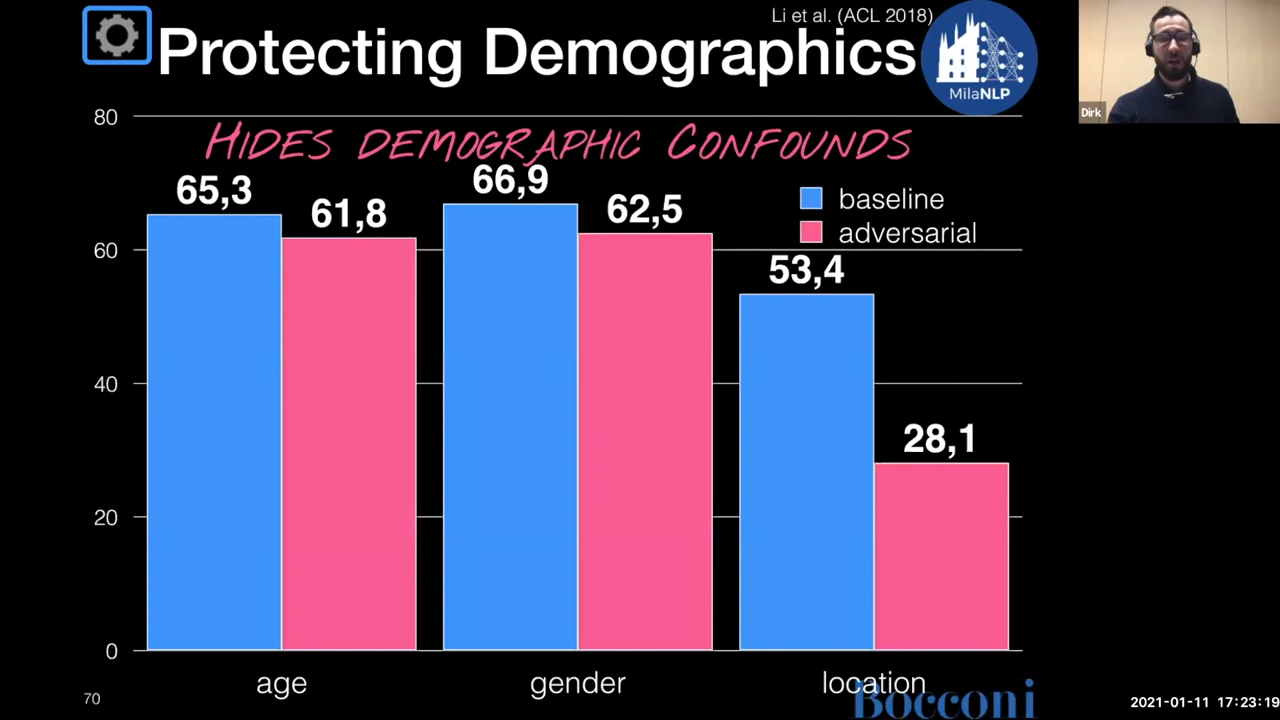 Li et al. (ACL 2018)
Protecting Demographics
MilaNLP
Dirk
80
HIDES DEMOGRAPHIC CONFOUNDS
65,3
61,8
66,9
62,5
baseline
adversarial
60
53,4
40
28,1
20
0
age
gender
location
70
Bocconi
2021-01-11 17:23:19